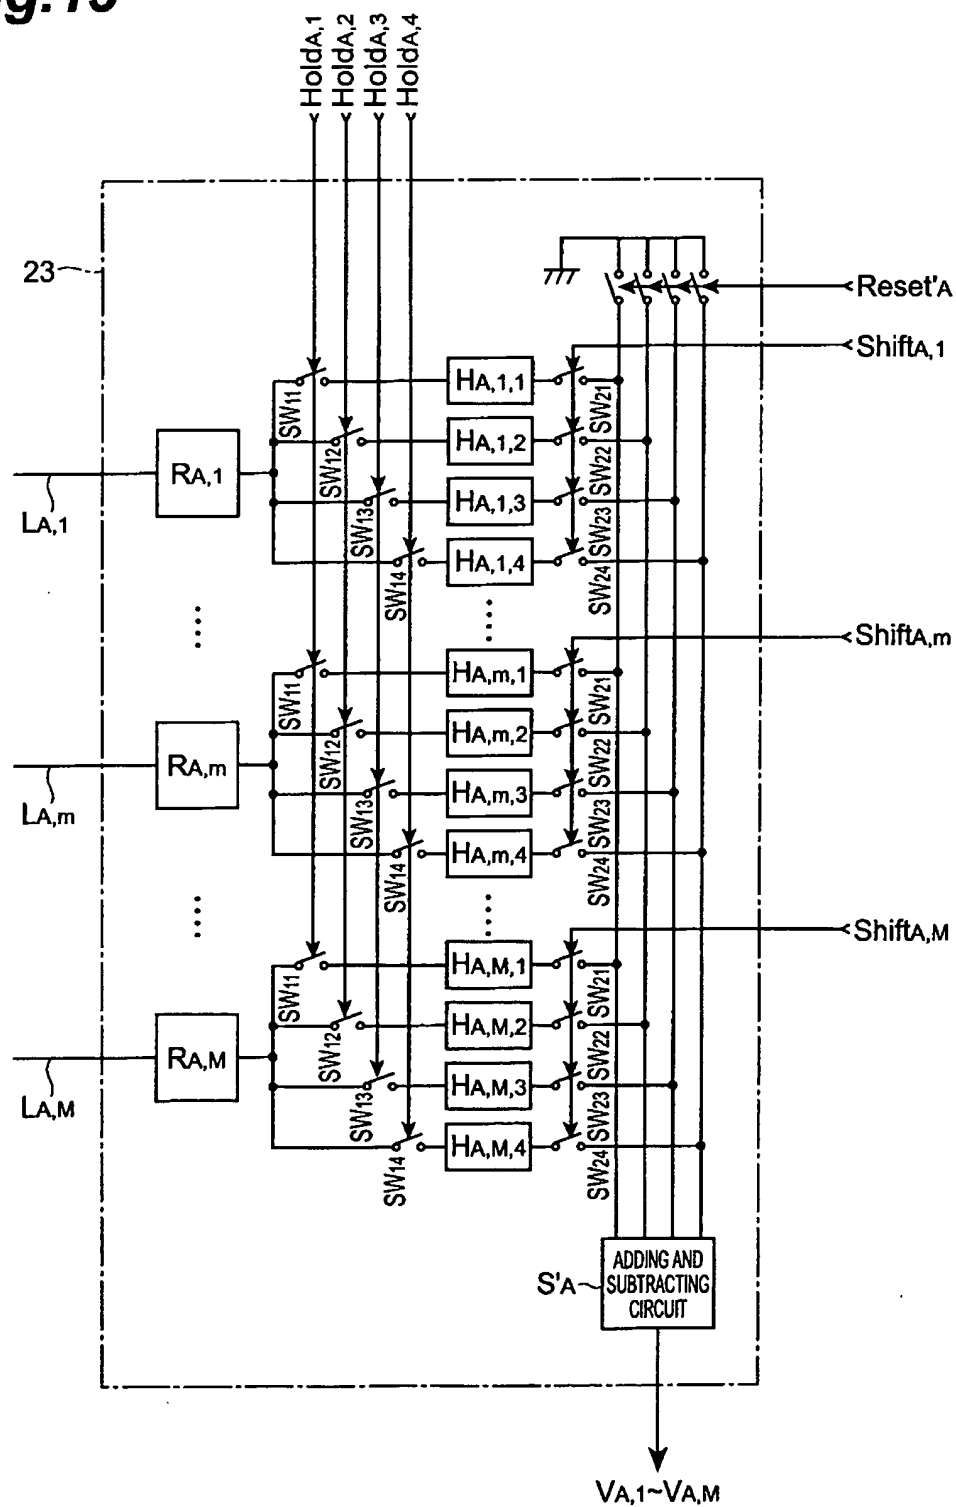 g.15
HoldA,1
HoldA,2
HoldA,3
HoldA,4
23
Reset'A
ShiftA,1
SW11
HA,1,1
SW21
RA,1
SW12
HA,1,2
SW22
LA,1
SW13
HA,1,3
SW23
SW14
HA,1,4
SW24
ShiftA,m
SW11
HA,m,1
SW21
RA,m
SW12
HA,m,2
SW22
LA,m
SW13
HA,m,3
SW23
SW14
HA,m,4
SW24
ShiftA,M
SW11
HA,M,1
SW21
RA,M
SW12
HA,M,2
SW22
LA,M
SW13
HA,M,3
SW23
SW14
HA,M,4
SW24
S'A
ADDING AND
SUBTRACTING
CIRCUIT
VA,1~VA,M